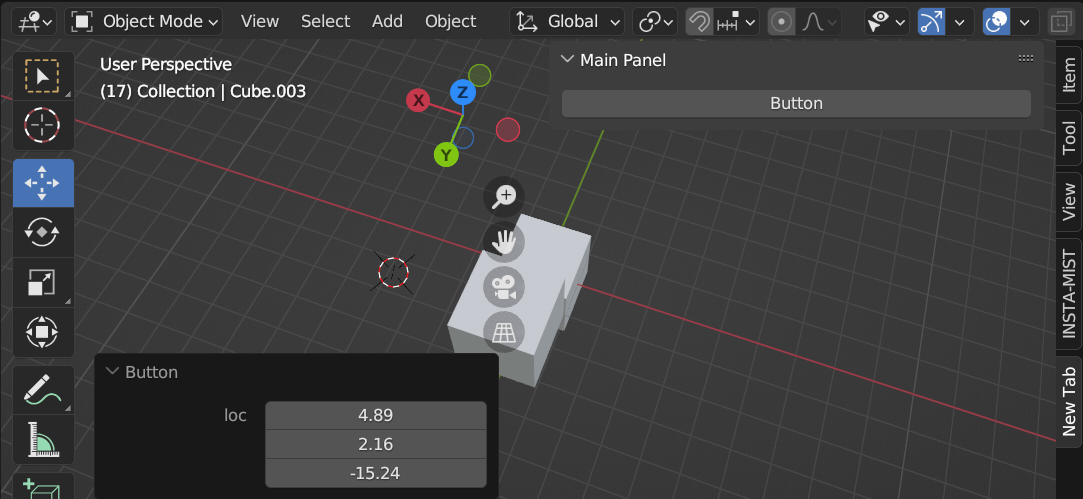 Object Mode View Select Add Object Global
User Perspective
(17) Collection | Cube.003
X
Z
Y
Main Panel
Button
Item
Tool
View
INSTA-MIST
New Tab
Button
loc
4.89
2.16
-15.24